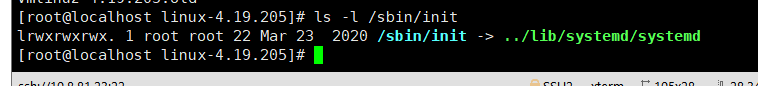 [root@localhost linux-4.19.205]# ls -l /sbin/init
lrwxrwxrwx. 1 root root 22 Mar 23  2020 /sbin/init -> ../lib/systemd/systemd
[root@localhost linux-4.19.205]#